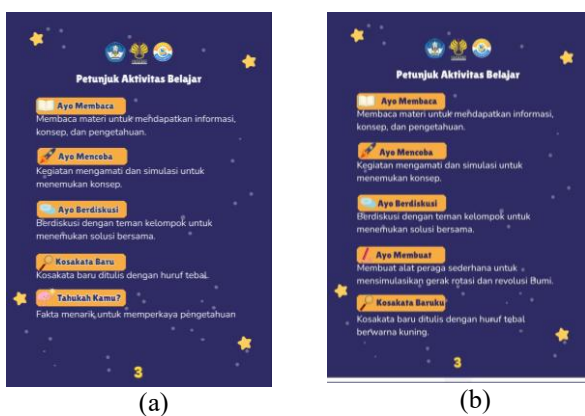 Petunjuk Aktivitas Belajar
Ayo Membaca
Membaca materi untuk mendapatkan informasi,
konsep, dan pengetahuan.
Ayo Mencoba
Kegiatan mengamati dan simulasi untuk
menemukan konsep.
Ayo Berdiskusi
Berdiskusi dengan teman kelompok untuk
menemukan solusi bersama.
Kosakata Baru
Kosakata baru ditulis dengan huruf tebal.
Tahukah Kamu?
Fakta menarik untuk memperkaya pengetahuan
3
(a)
Petunjuk Aktivitas Belajar
Ayo Membaca
Membaca materi untuk mendapatkan informasi,
konsep, dan pengetahuan.
Ayo Mencoba
Kegiatan mengamati dan simulasi untuk
menemukan konsep.
Ayo Berdiskusi
Berdiskusi dengan teman kelompok untuk
menemukan solusi bersama.
Ayo Membuat
Membuat alat peraga sederhana untuk
mensimulasikan gerak rotasi dan revolusi Bumi.
Kosakata Baruku
Kosakata baru ditulis dengan huruf tebal
berwarna kuning.
3
(b)